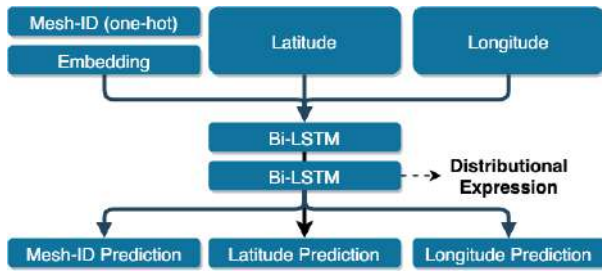 Mesh-ID (one-hot)
Embedding
Latitude
Longitude
Bi-LSTM
Bi-LSTM
Distributional
Expression
Mesh-ID Prediction
Latitude Prediction
Longitude Prediction